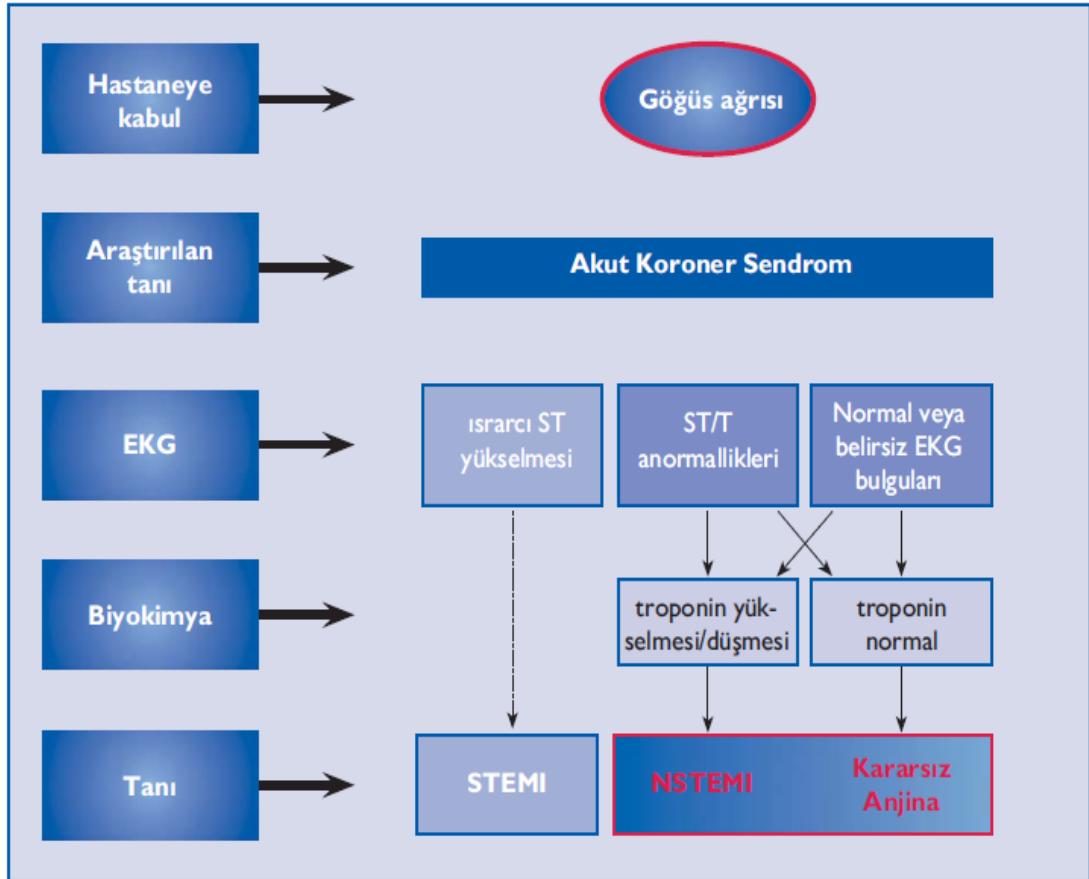 Hastaneye
kabul
Göğüs ağrısı
Araştırılan
tanı
Akut Koroner Sendrom
EKG
ısrarcı ST
yükselmesi
ST/T
anormallikleri
Normal veya
belirsiz EKG
bulguları
Biyokimya
troponin yük-
selmesi/düşmesi
troponin
normal
Tanı
STEMI
NSTEMI
Kararsız
Anjina